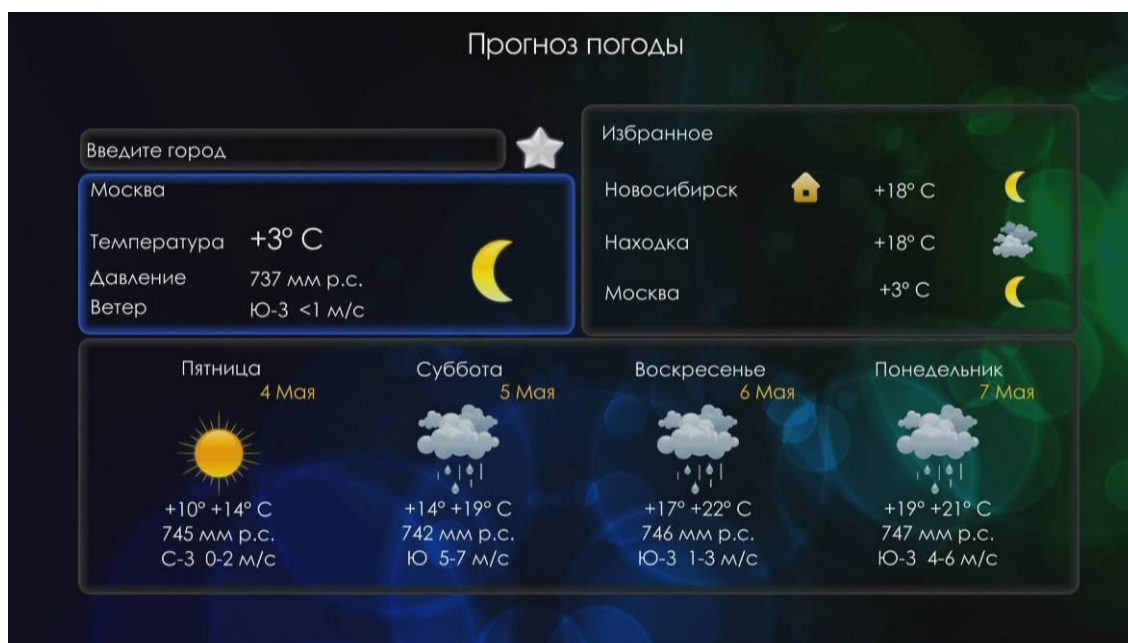 Прогноз погоды
Введите город
Москва
Температура +3° C
Давление 737 мм р.с.
Ветер Ю-З <1 м/с
Избранное
Новосибирск +18° C
Находка +18° C
Москва +3° C
Пятница Суббота Воскресенье Понедельник
4 Мая 5 Мая 6 Мая 7 Мая
+10° +14° C +14° +19° C +17° +22° C +19° +21° C
745 мм р.с. 742 мм р.с. 746 мм р.с. 747 мм р.с.
С-З 0-2 м/с Ю 5-7 м/с Ю-З 1-3 м/с Ю-З 4-6 м/с